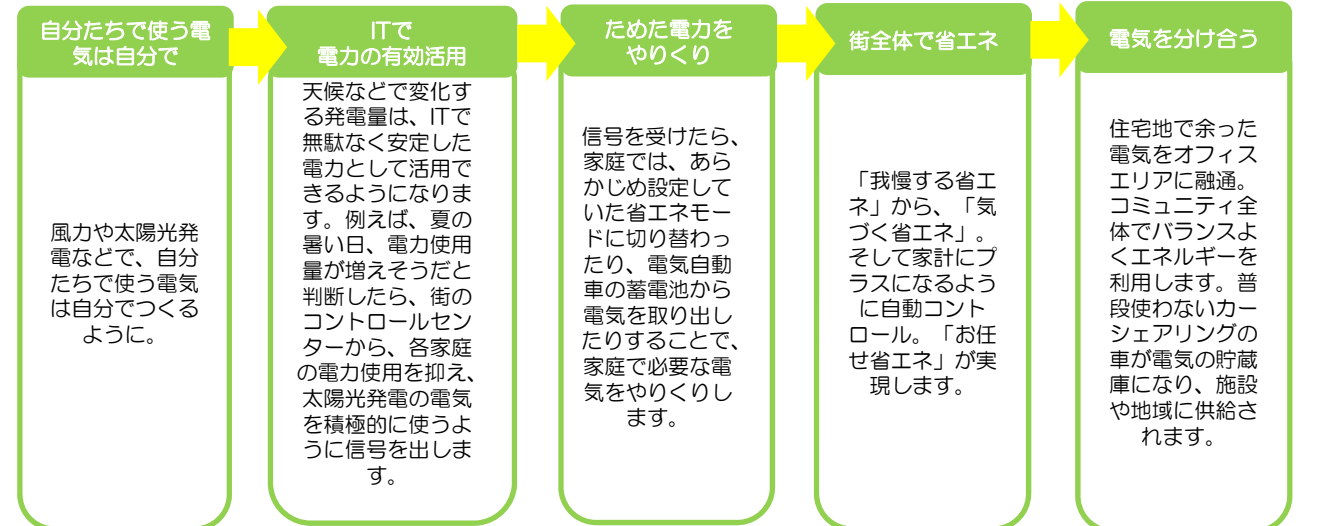 自分たちで使う電
気は自分で
風力や太陽光発
電などで、自分
たちで使う電気
は自分でつくる
ように。
ITで
電力の有効活用
天候などで変化す
る発電量は、ITで
無駄なく安定した
電力として活用で
きるようになりま
す。例えば、夏の
暑い日、電力使用
量が増えそうだと
判断したら、街の
コントロールセン
ターから、各家庭
の電力使用を抑え、
太陽光発電の電気
を積極的に使うよ
うに信号を出しま
す。
ためた電力を
やりくり
信号を受けたら、
家庭では、あら
かじめ設定して
いた省エネモー
ドに切り替わっ
たり、電気自動
車の蓄電池から
電気を取り出し
たりすることで、
家庭で必要な電
気をやりくりし
ます。
街全体で省エネ
「我慢する省エ
ネ」から、「気
づく省エネ」。
そして家計にプ
ラスになるよう
に自動コント
ロール。「お任
せ省エネ」が実
現します。
電気を分け合う
住宅地で余った
電気をオフィス
エリアに融通。
コミュニティ全
体でバランスよ
くエネルギーを
利用します。普
段使わないカー
シェアリングの
車が電気の貯蔵
庫になり、施設
や地域に供給さ
れます。